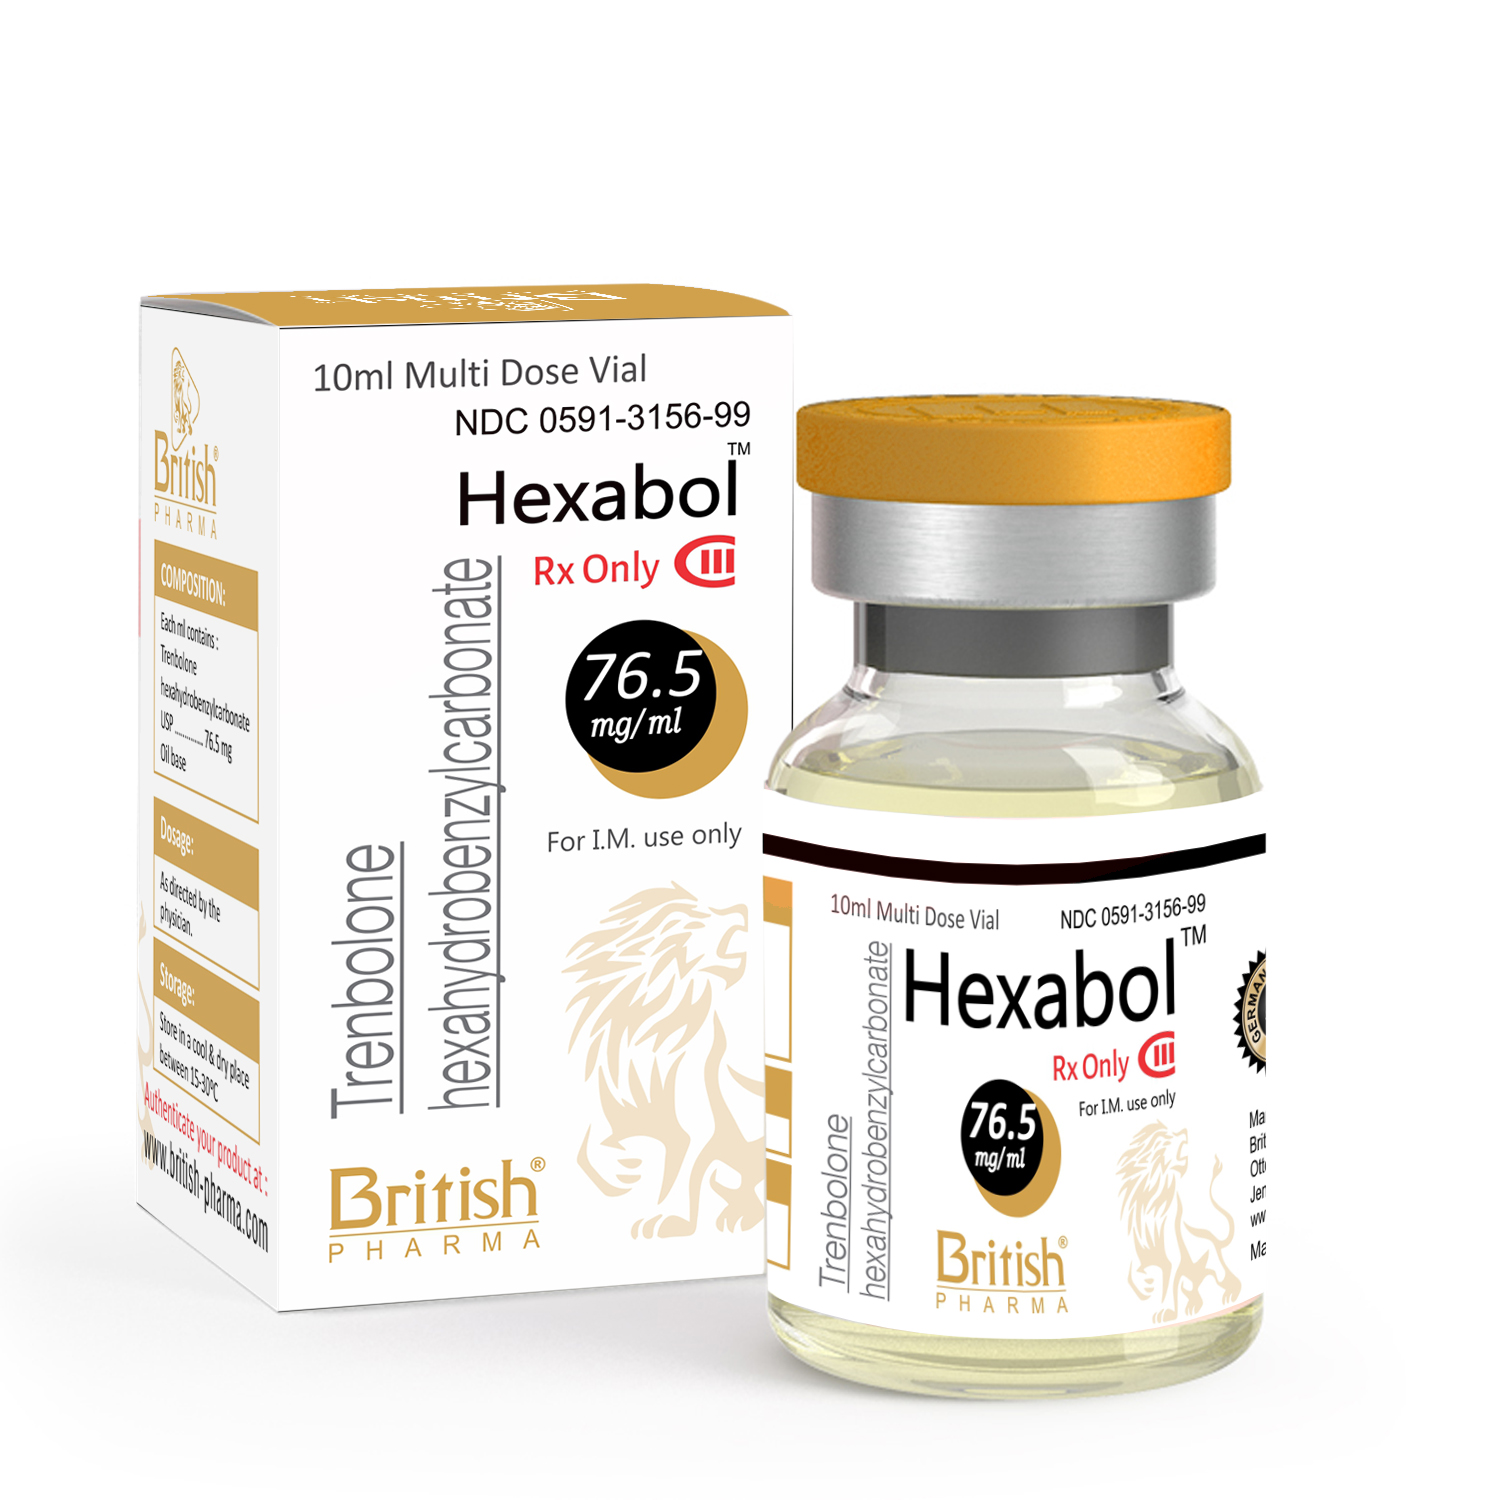 10ml Multi Dose Vial
NDC 0591-3156-99
Hexabol™
Rx Only CIII
Trenbolone
hexahydrobenzylcarbonate
76.5
mg/ml
For I.M. use only
British®
PHARMA
British®
PHARMA
COMPOSITION:
Each ml contains :
Trenbolone
hexahydrobenzylcarbonate
USP .............. 76.5 mg
Oil base
Dosage:
As directed by the
physician.
Storage:
Store in a cool & dry place
between 15-30°C
Authenticate your product at :
www.british-pharma.com
10ml Multi Dose Vial
NDC 0591-3156-99
Hexabol™
Rx Only CIII
For I.M. use only
76.5
mg/ml
Trenbolone
hexahydrobenzylcarbonate
British®
PHARMA
GERMAN